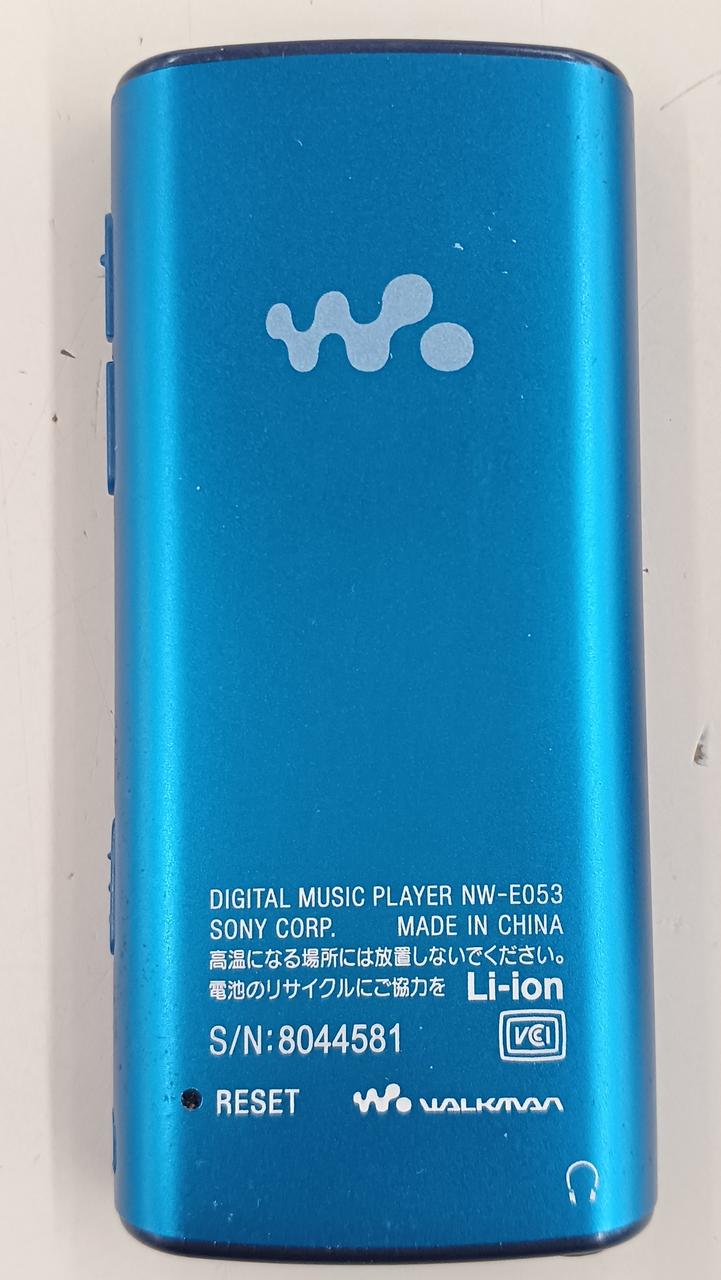 DIGITAL MUSIC PLAYER NW-E053
SONY CORP. MADE IN CHINA
高温になる場所には放置しないでください。
電池のリサイクルにご協力を Li-ion
S/N:8044581 VCCI
RESET W. WALKMAN